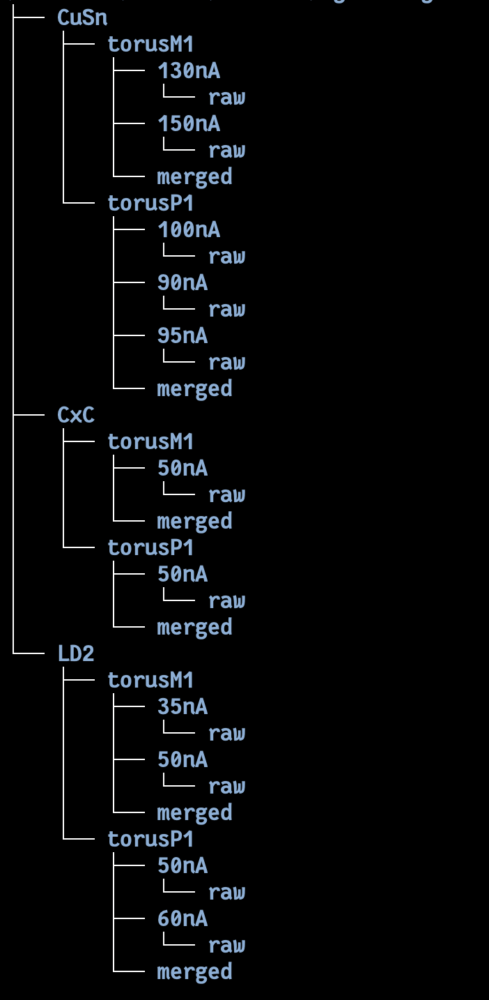 CuSn
torusM1
130nA
raw
150nA
raw
merged
torusP1
100nA
raw
90nA
raw
95nA
raw
merged
CxC
torusM1
50nA
raw
merged
torusP1
50nA
raw
merged
LD2
torusM1
35nA
raw
50nA
raw
merged
torusP1
50nA
raw
60nA
raw
merged